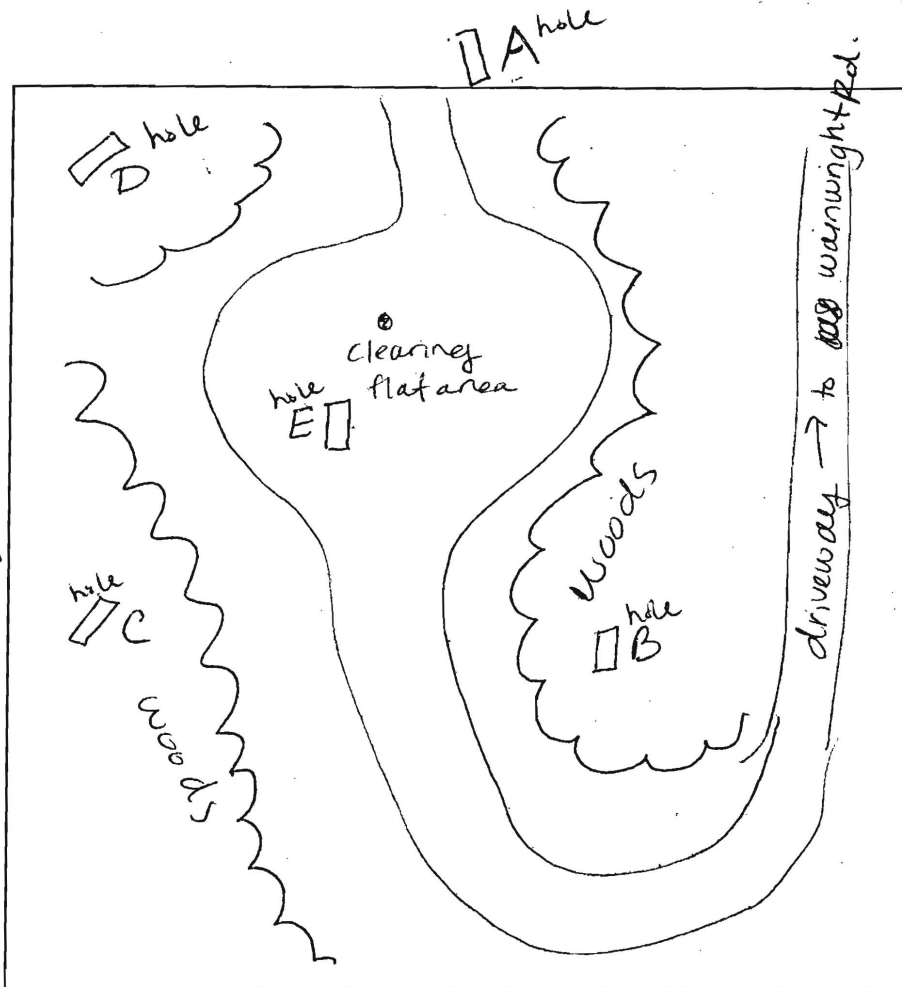 A hole
hole
D
clearing
flat area
hole
E
woods
hole
C
hole
B
woods
driveway → to wainwright Rd.